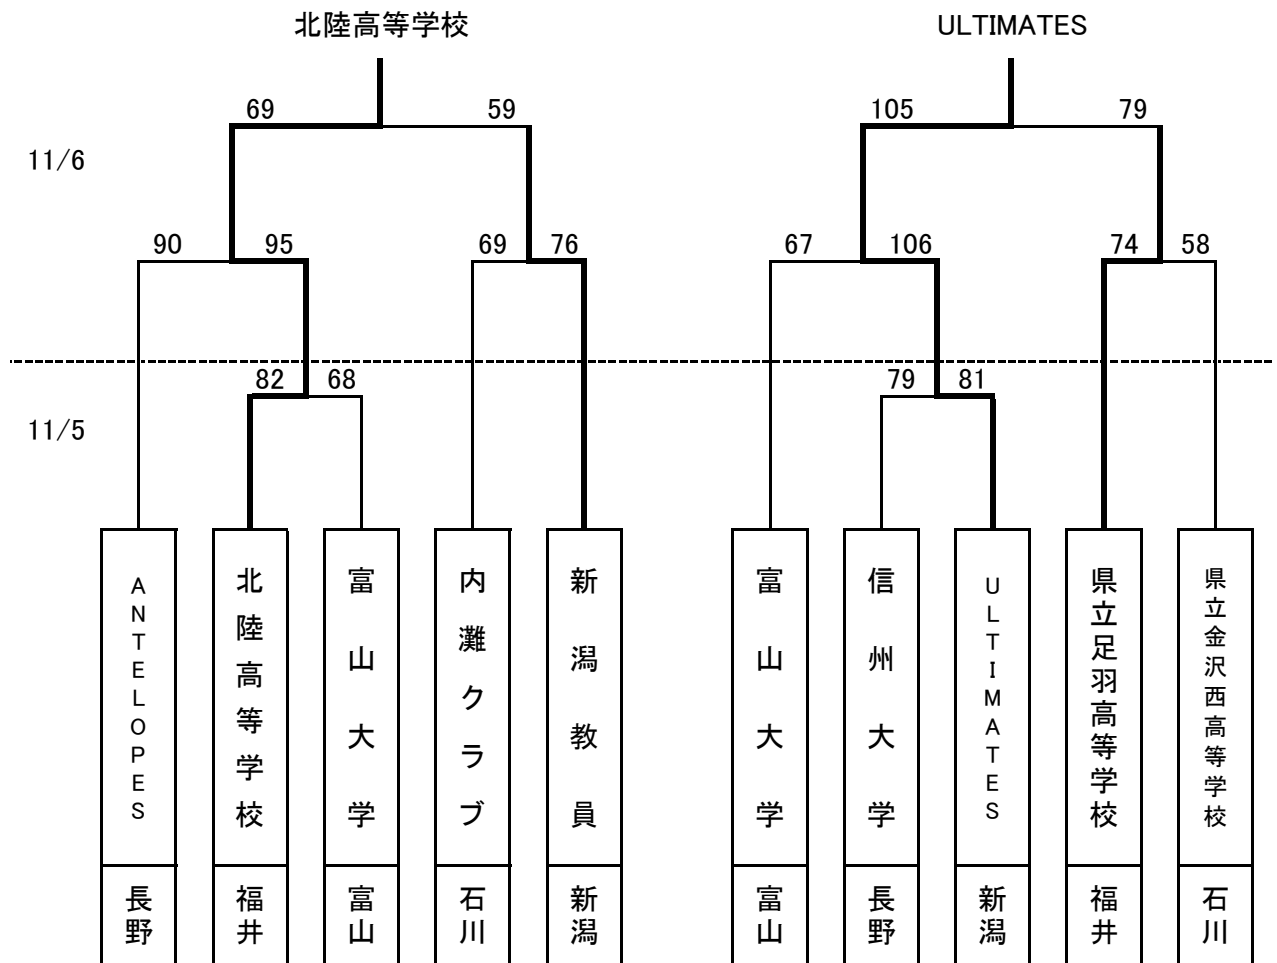 北陸高等学校 ULTIMATES
69 59 105 79
11/6
90 95 69 76 67 106 74 58
82 68 79 81
11/5
ANTELOPES
北陸高等学校
富山大学
内灘クラブ
新潟教員
富山大学
信州大学
ULTIMATES
県立足羽高等学校
県立金沢西高等学校
長野
福井
富山
石川
新潟
富山
長野
新潟
福井
石川